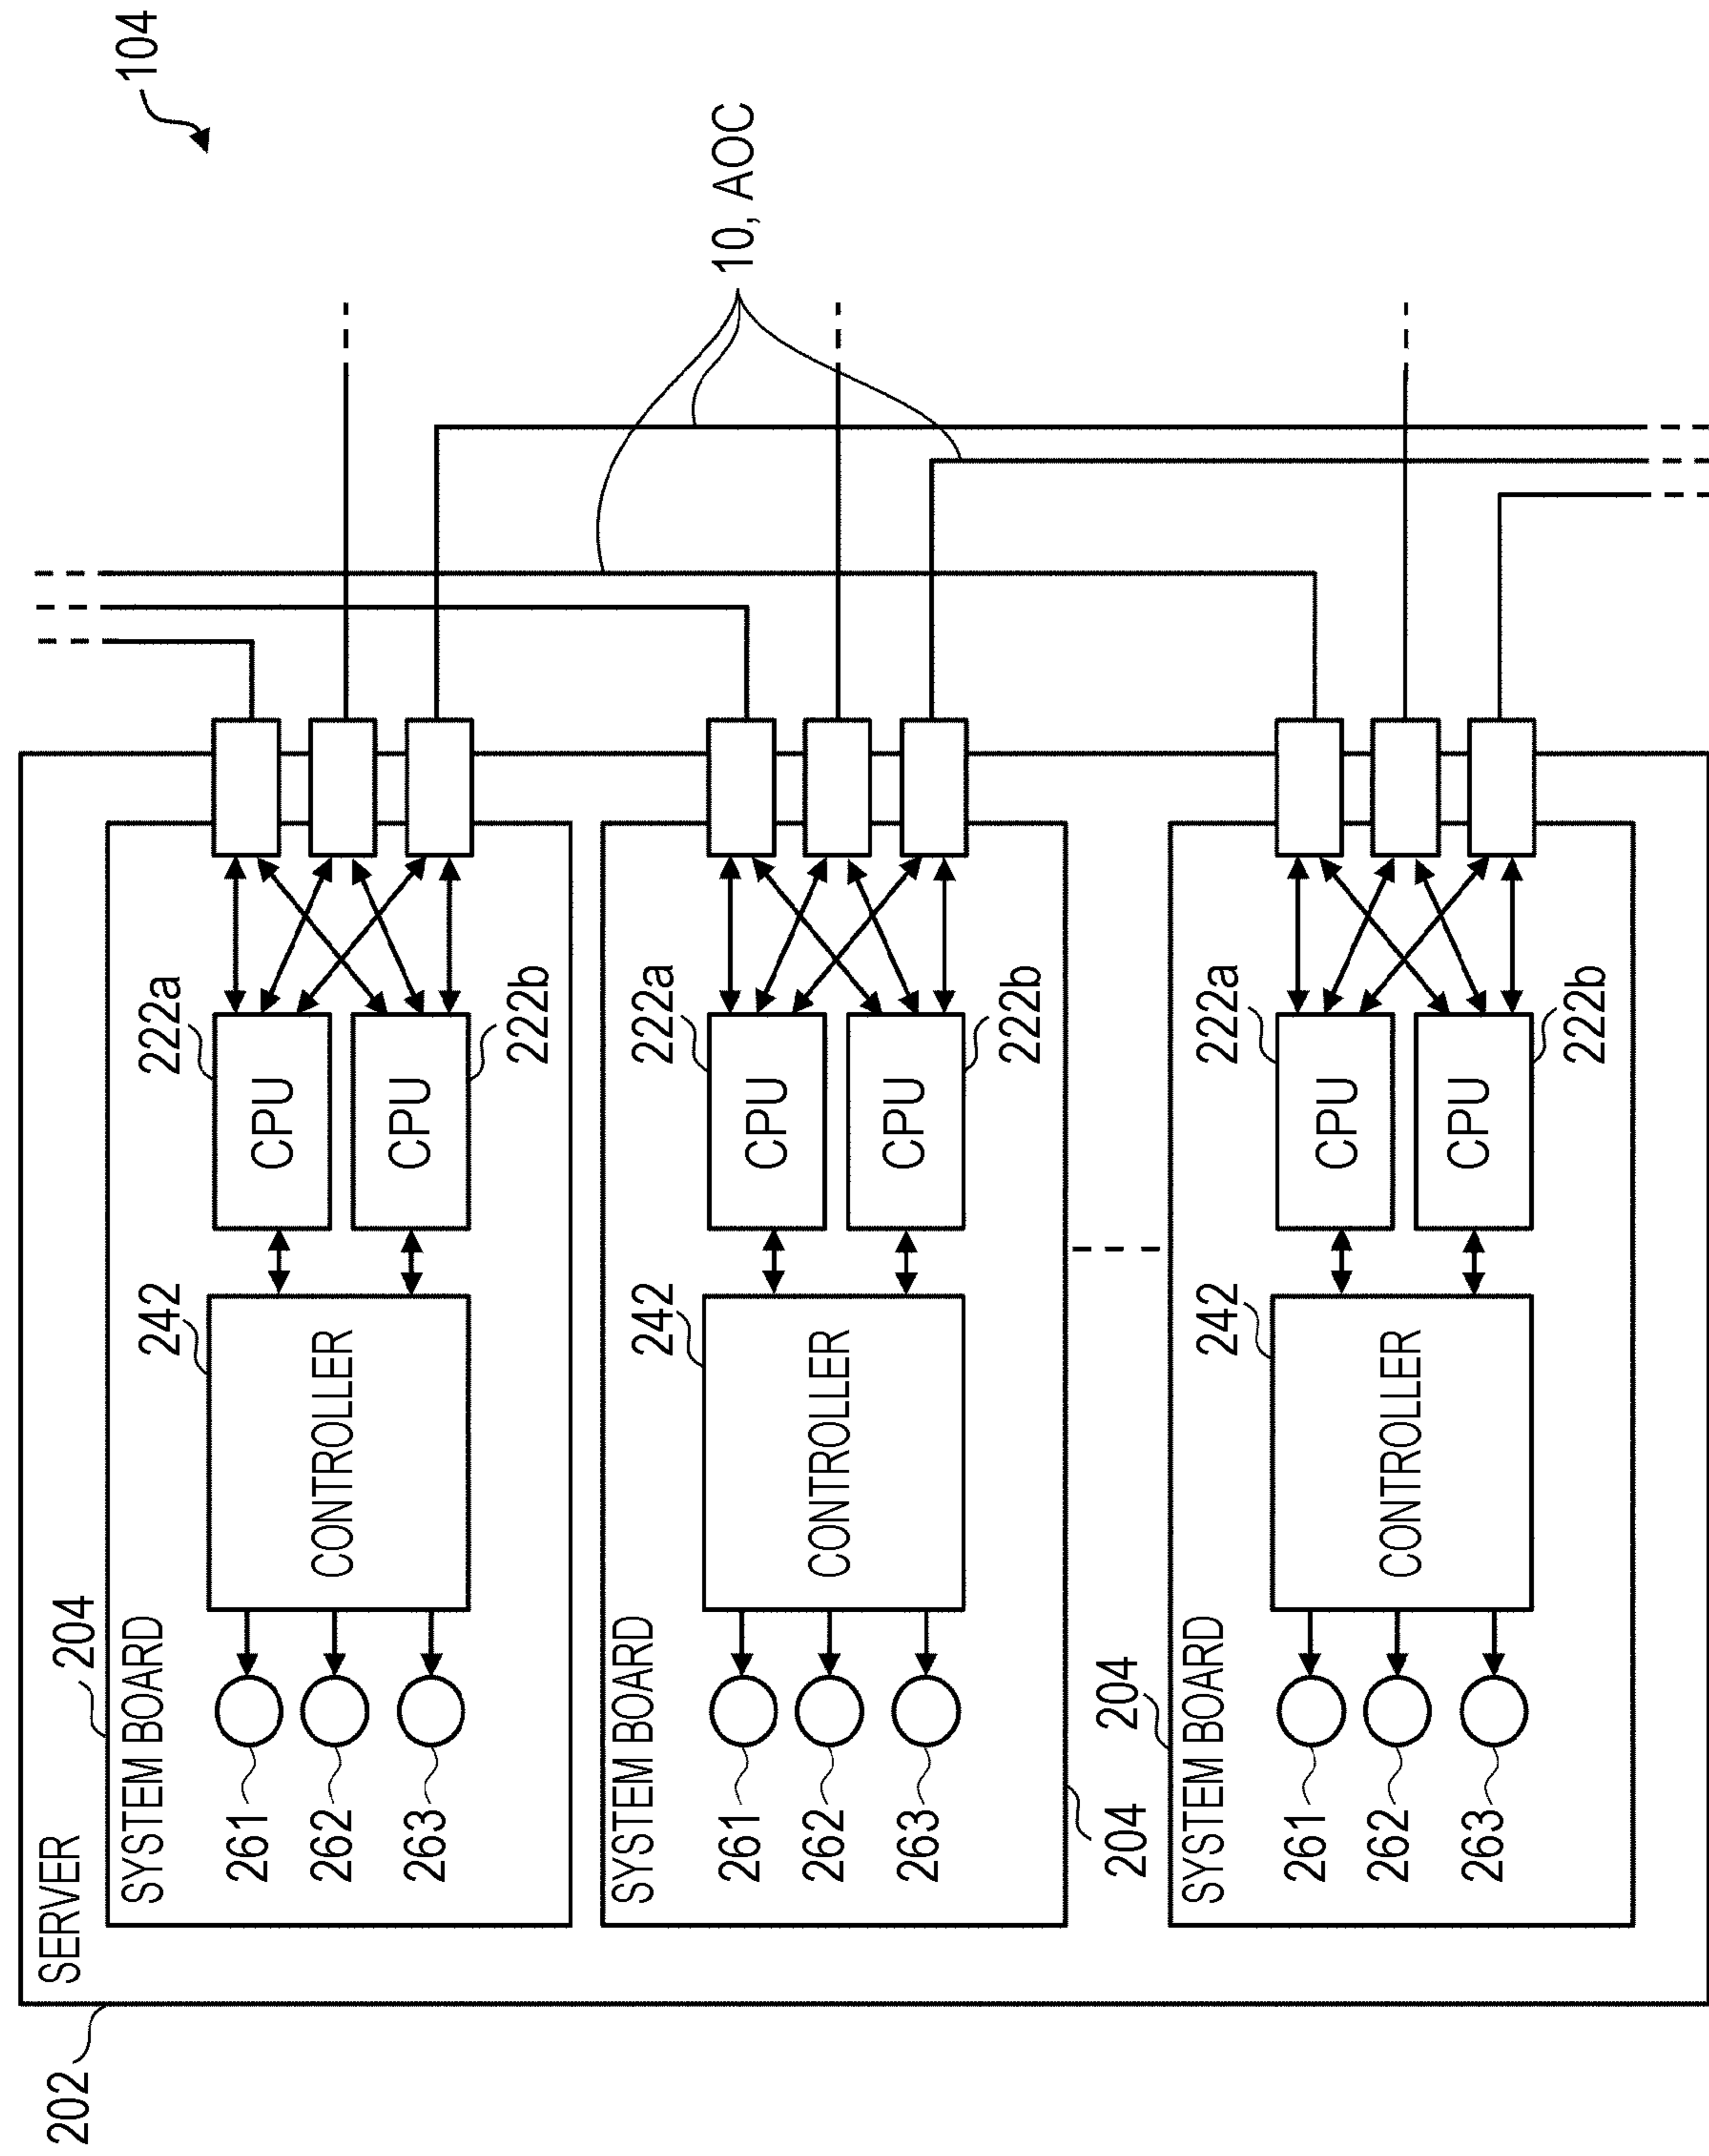 104
10, AOC
202
SERVER
204
SYSTEM BOARD
261
262
263
CONTROLLER
242
CPU
222a
CPU
222b
SYSTEM BOARD
204
261
262
263
CONTROLLER
242
CPU
222a
CPU
222b
204
SYSTEM BOARD
261
262
263
CONTROLLER
242
CPU
222a
CPU
222b